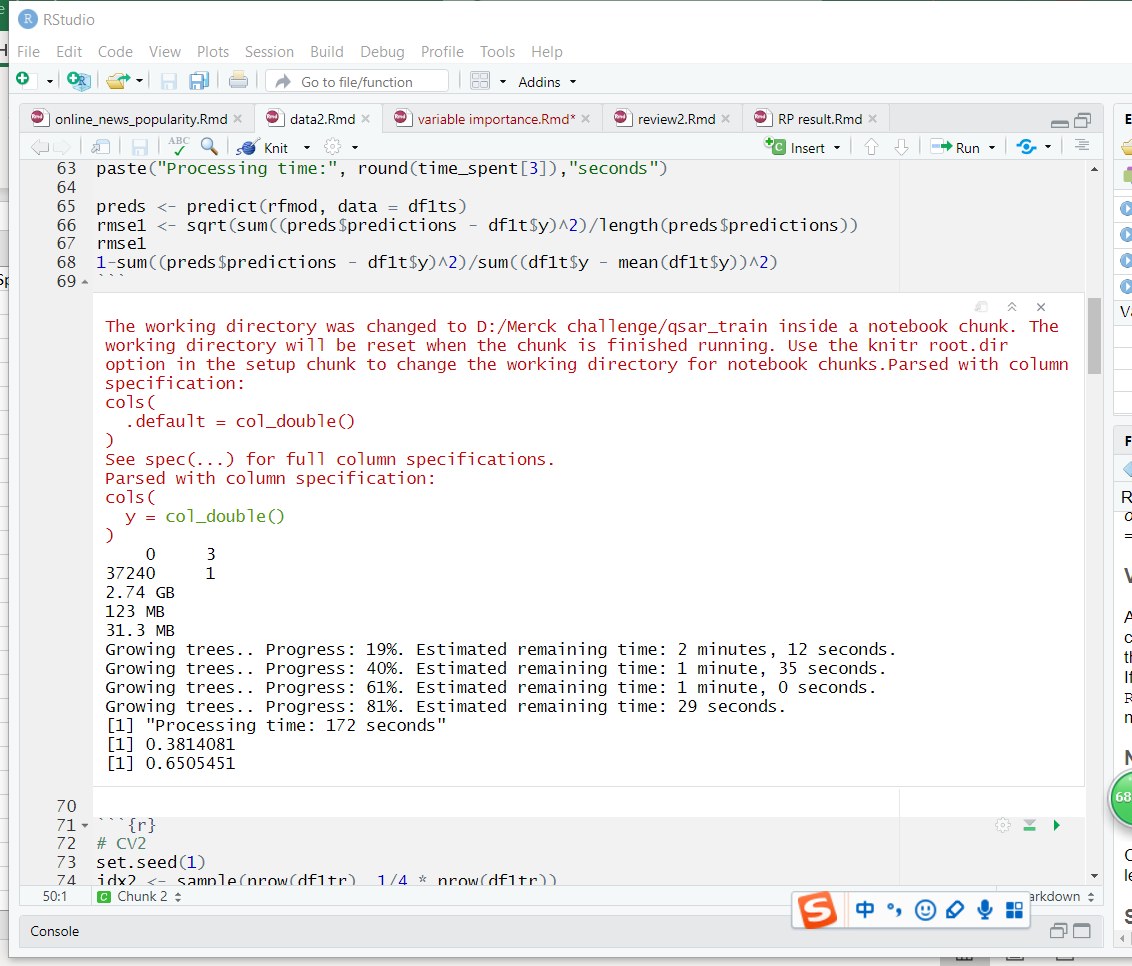 RStudio
File Edit Code View Plots Session Build Debug Profile Tools Help
Go to file/function Addins
online_news_popularity.Rmd data2.Rmd variable importance.Rmd* review2.Rmd RP result.Rmd
ABC Knit Insert Run
63 paste("Processing time:", round(time_spent[3]),"seconds")
64
65 preds <- predict(rfmod, data = df1ts)
66 rmse1 <- sqrt(sum((preds$predictions - df1t$y)^2)/length(preds$predictions))
67 rmse1
68 1-sum((preds$predictions - df1t$y)^2)/sum((df1t$y - mean(df1t$y))^2)
69 ```
The working directory was changed to D:/Merck challenge/qsar_train inside a notebook chunk. The
working directory will be reset when the chunk is finished running. Use the knitr root.dir
option in the setup chunk to change the working directory for notebook chunks.Parsed with column
specification:
cols(
.default = col_double()
)
See spec(...) for full column specifications.
Parsed with column specification:
cols(
y = col_double()
)
0 3
37240 1
2.74 GB
123 MB
31.3 MB
Growing trees.. Progress: 19%. Estimated remaining time: 2 minutes, 12 seconds.
Growing trees.. Progress: 40%. Estimated remaining time: 1 minute, 35 seconds.
Growing trees.. Progress: 61%. Estimated remaining time: 1 minute, 0 seconds.
Growing trees.. Progress: 81%. Estimated remaining time: 29 seconds.
[1] "Processing time: 172 seconds"
[1] 0.3814081
[1] 0.6505451
70
71 ```{r}
72 # CV2
73 set.seed(1)
74 idx2 <- sample(nrow(df1tr) 1/4 * nrow(df1tr))
50:1 Chunk 2 arkdown
中
Console
68